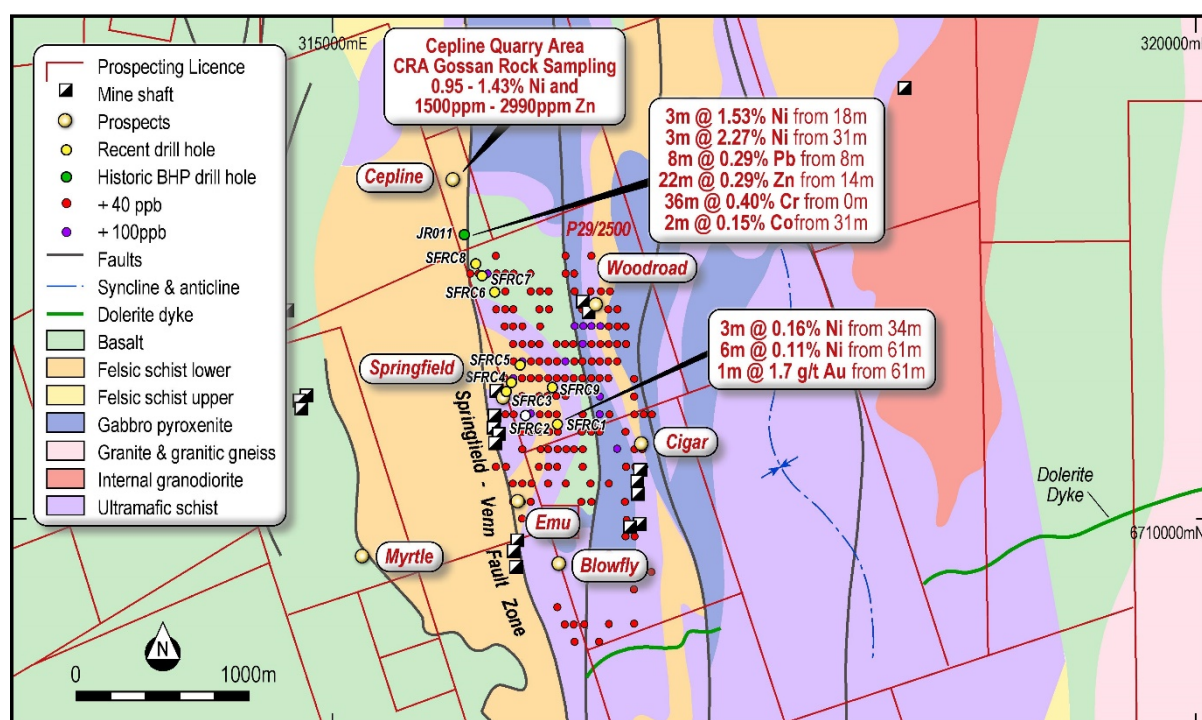 315000mE
320000mE
Prospecting Licence
Mine shaft
Prospects
Recent drill hole
Historic BHP drill hole
+ 40 ppb
+ 100ppb
Faults
Syncline & anticline
Dolerite dyke
Basalt
Felsic schist lower
Felsic schist upper
Gabbro pyroxenite
Granite & granitic gneiss
Internal granodiorite
Ultramafic schist
Cepline Quarry Area
CRA Gossan Rock Sampling
0.95 - 1.43% Ni and
1500ppm - 2990ppm Zn
3m @ 1.53% Ni from 18m
3m @ 2.27% Ni from 31m
8m @ 0.29% Pb from 8m
22m @ 0.29% Zn from 14m
36m @ 0.40% Cr from 0m
2m @ 0.15% Co from 31m
Cepline
JR011
P29/2500
SFRC8
SFRC7
SFRC6
Woodroad
3m @ 0.16% Ni from 34m
6m @ 0.11% Ni from 61m
1m @ 1.7 g/t Au from 61m
Springfield
SFRC5
SFRC4
SFRC3
SFRC9
SFRC2
SFRC1
Cigar
Springfield - Venn Fault Zone
Dolerite
Dyke
Emu
6710000mN
Myrtle
Blowfly
N
0
1000m